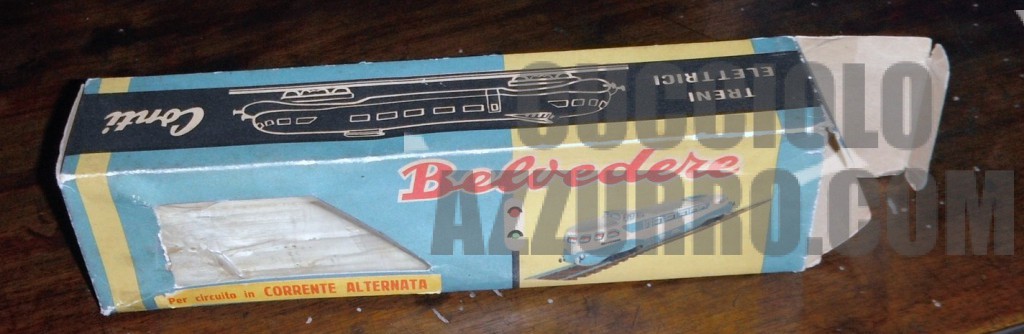 Conti
TRENI
ELETTRICI
Belvedere
Per circuito in CORRENTE ALTERNATA
CUCCIOLO
AZZURRO.COM